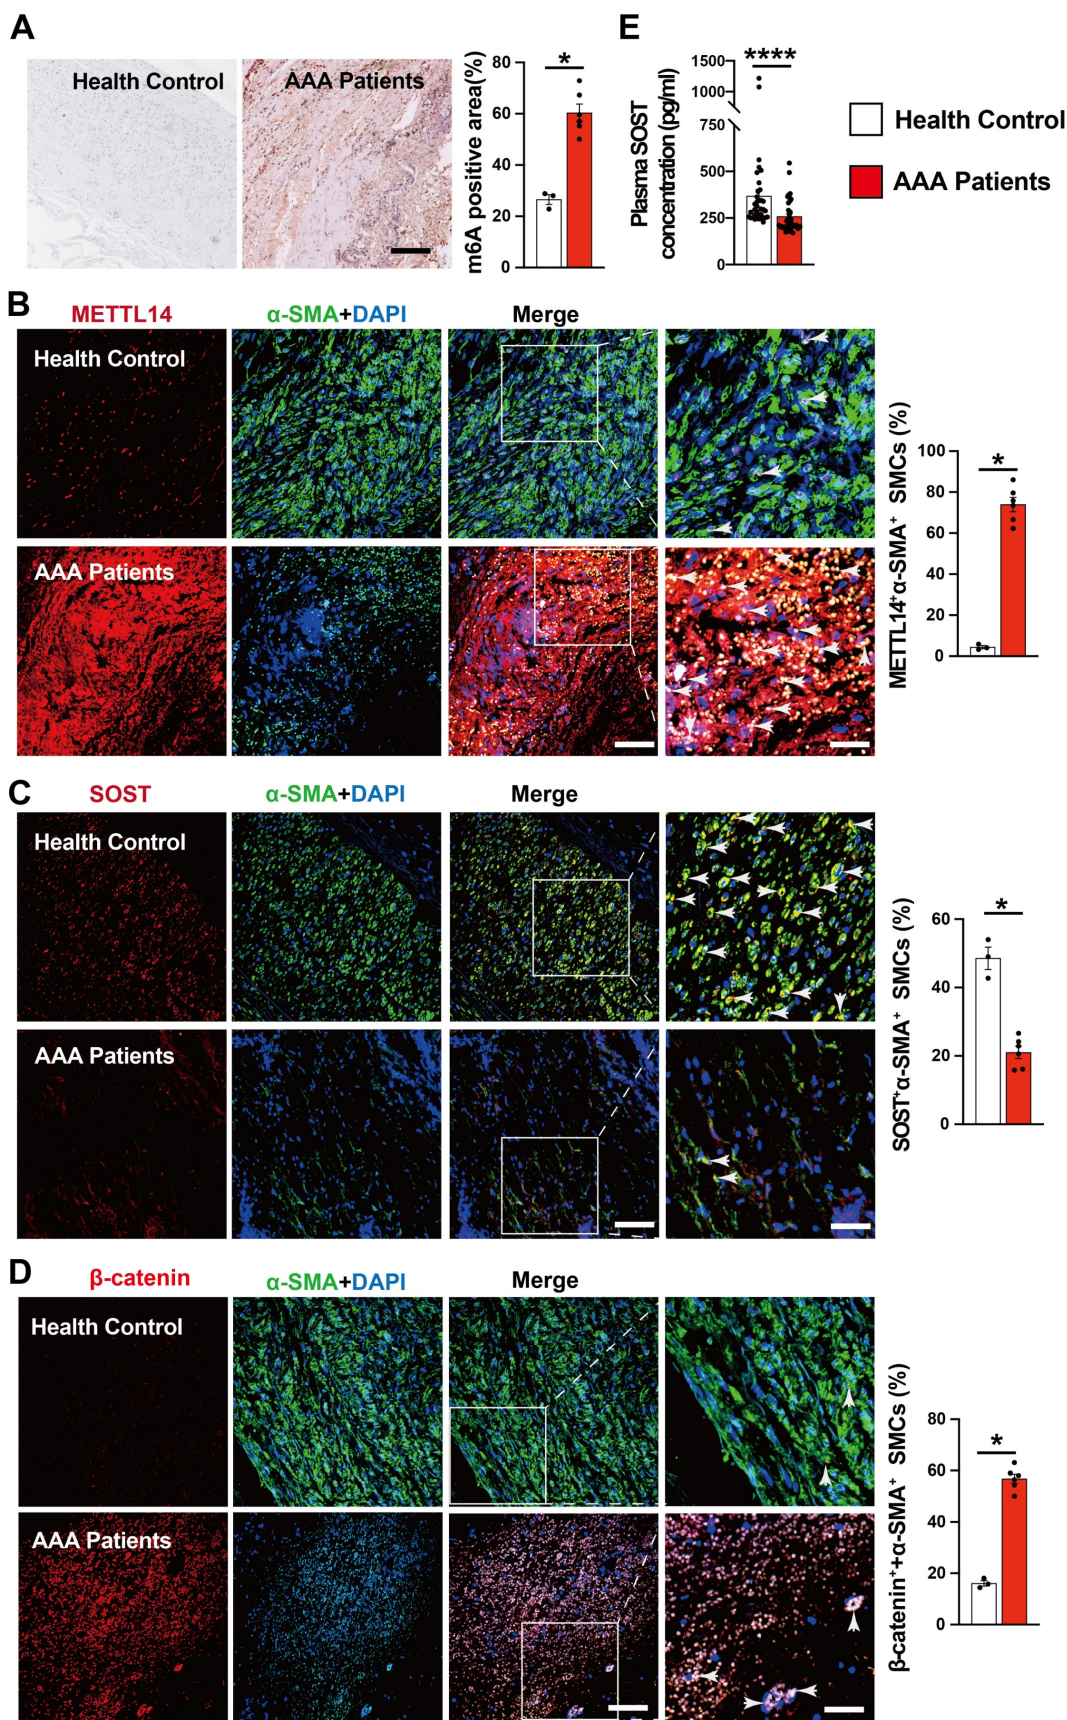 A
Health Control
AAA Patients
m6A positive area(%)
80
60
40
20
0
*
E
Plasma SOST
concentration (pg/ml)
1500
1000
750
500
250
0
****
Health Control
AAA Patients
B
METTL14
α-SMA+DAPI
Merge
Health Control
AAA Patients
METTL14⁺α-SMA⁺ SMCs (%)
100
80
60
40
20
0
*
C
SOST
α-SMA+DAPI
Merge
Health Control
AAA Patients
SOST⁺α-SMA⁺ SMCs (%)
60
40
20
0
*
D
β-catenin
α-SMA+DAPI
Merge
Health Control
AAA Patients
β-catenin⁺+α-SMA⁺ SMCs (%)
80
60
40
20
0
*